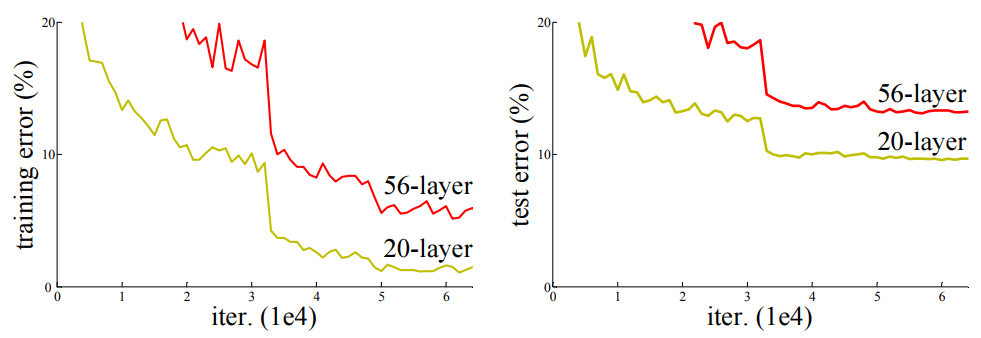 20
10
0
training error (%)
56-layer
20-layer
0 1 2 3 4 5 6
iter. (1e4)
20
10
0
test error (%)
56-layer
20-layer
0 1 2 3 4 5 6
iter. (1e4)